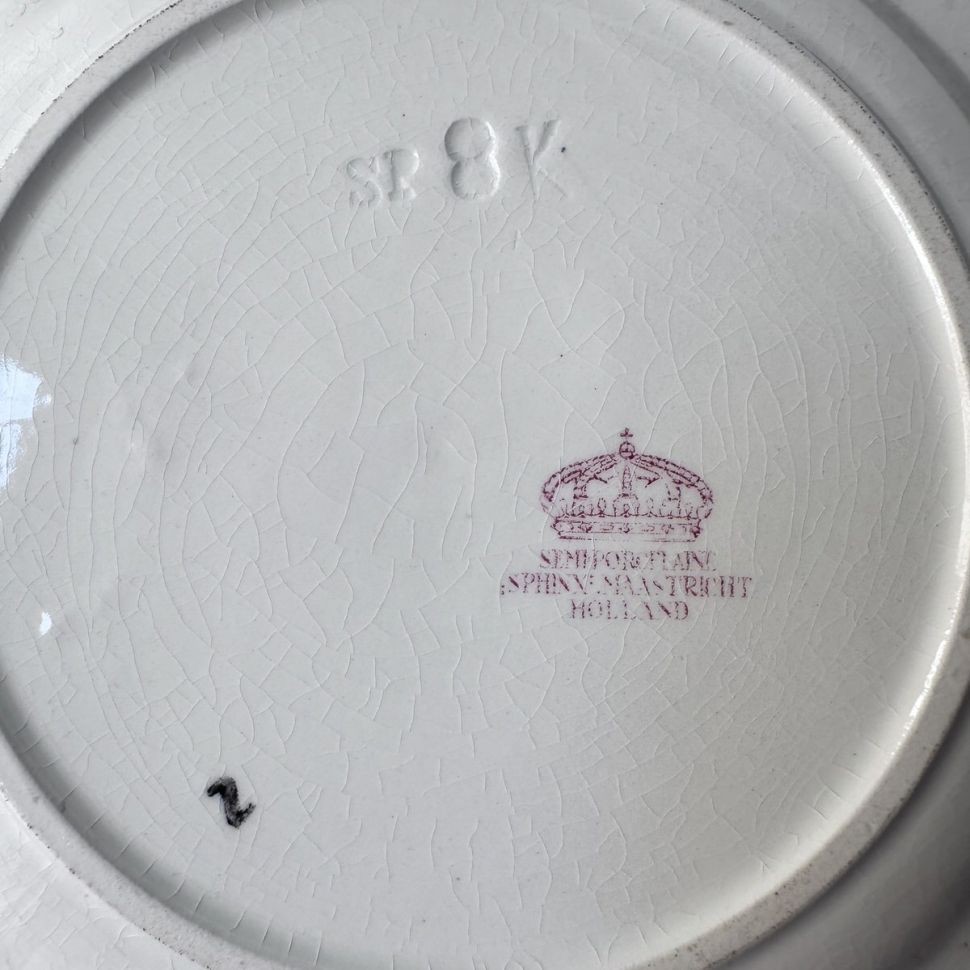 SP 8 K
SEMI-PORCELAINE
"SPHINX" MAASTRICHT
HOLLAND
2